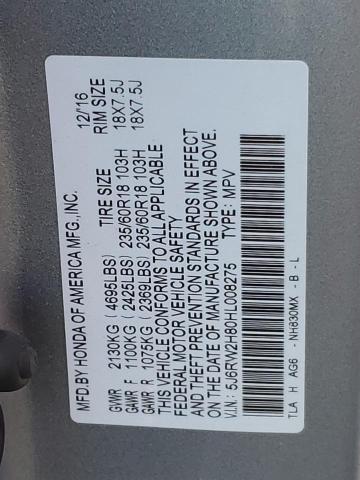 MFD.BY HONDA OF AMERICA MFG.,INC. 12/'16
TIRE SIZE RIM SIZE
GVWR 2130KG ( 4695LBS)
GAWR F 1100KG ( 2425LBS) 235/60R18 103H 18X7.5J
GAWR R 1075KG ( 2369LBS) 235/60R18 103H 18X7.5J
THIS VEHICLE CONFORMS TO ALL APPLICABLE
FEDERAL MOTOR VEHICLE SAFETY
AND THEFT PREVENTION STANDARDS IN EFFECT
ON THE DATE OF MANUFACTURE SHOWN ABOVE.
V.I.N.: 5J6RW2H80HL008275 TYPE: MPV
TLA H AG6 - NH830MX - B - L